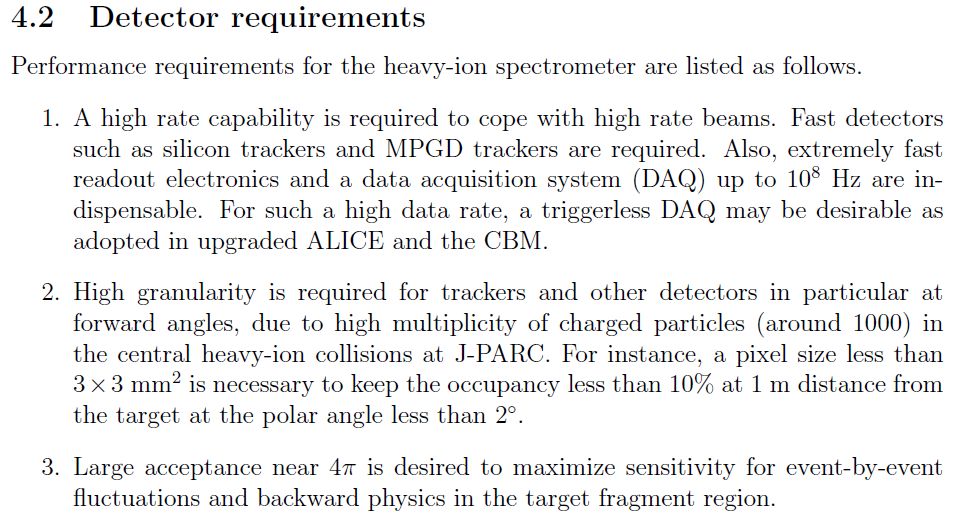 4.2 Detector requirements
Performance requirements for the heavy-ion spectrometer are listed as follows.
1. A high rate capability is required to cope with high rate beams. Fast detectors
such as silicon trackers and MPGD trackers are required. Also, extremely fast
readout electronics and a data acquisition system (DAQ) up to 10⁸ Hz are in-
dispensable. For such a high data rate, a triggerless DAQ may be desirable as
adopted in upgraded ALICE and the CBM.
2. High granularity is required for trackers and other detectors in particular at
forward angles, due to high multiplicity of charged particles (around 1000) in
the central heavy-ion collisions at J-PARC. For instance, a pixel size less than
3 × 3 mm² is necessary to keep the occupancy less than 10% at 1 m distance from
the target at the polar angle less than 2°.
3. Large acceptance near 4π is desired to maximize sensitivity for event-by-event
fluctuations and backward physics in the target fragment region.